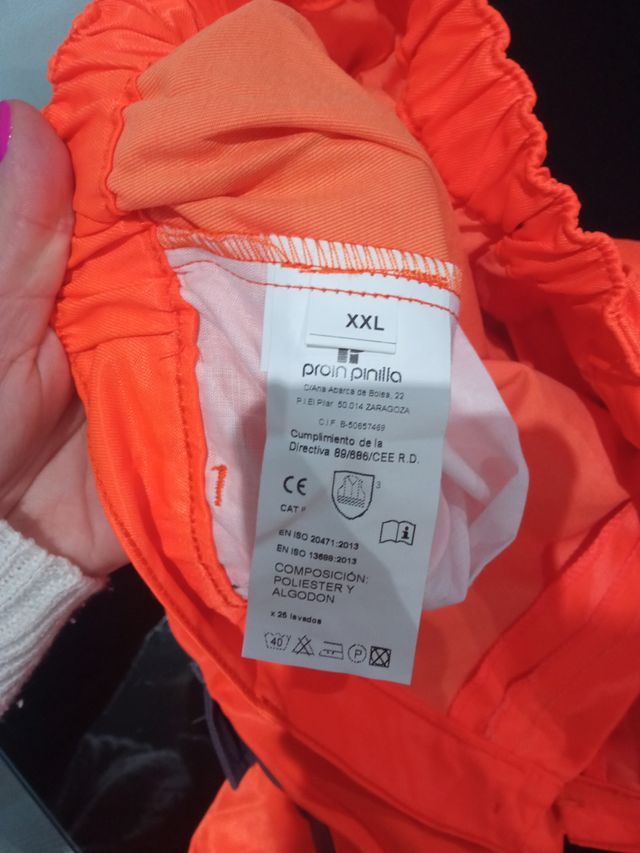 XXL
proin pinilla
C/Ana Abarca de Bolea, 22
P.I.El Pilar 50.014 ZARAGOZA
C.I.F. B-50657469
Cumplimiento de la
Directiva 89/686/CEE R.D.
CE
3
CAT II
i
EN ISO 20471:2013
EN ISO 13688:2013
COMPOSICIÓN:
POLIESTER Y
ALGODON
x 25 lavados
40
P